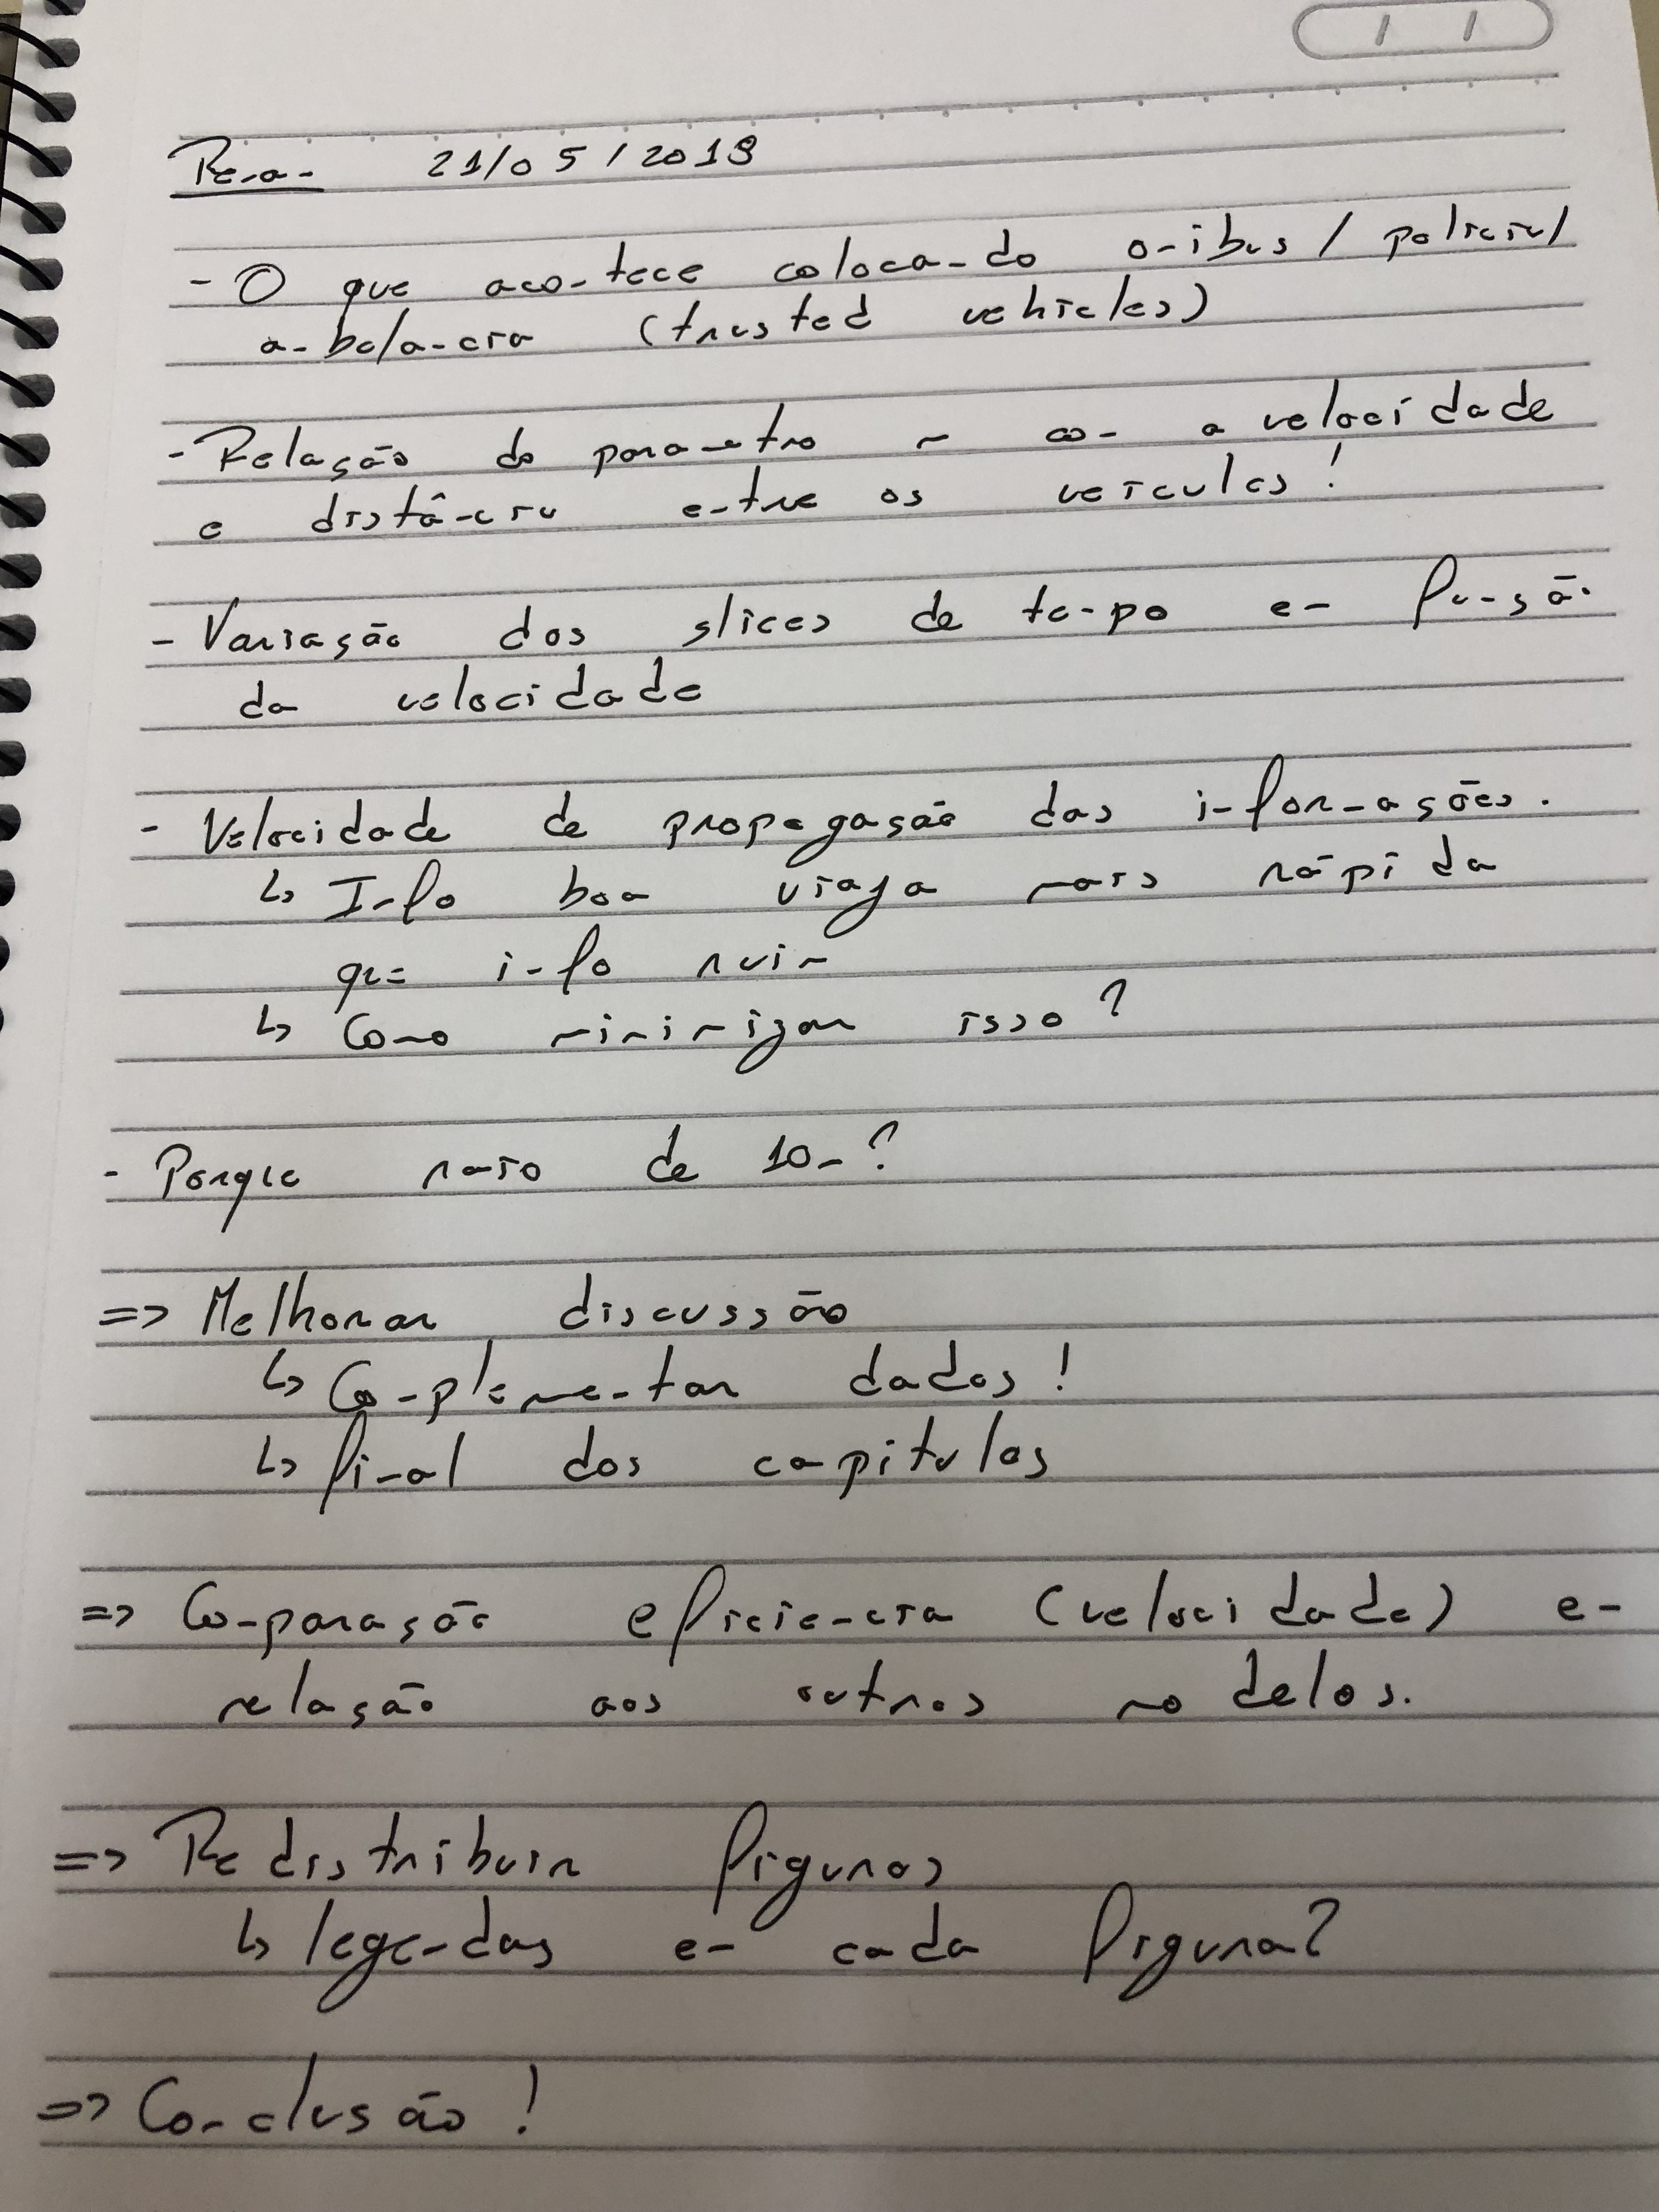 Renan 21/05/2019
- O que acontece colocando onibus / policial
ambulancia (trusted vehicles)
- Relação do parametro m com a velocidade
e distância entre os veiculos!
- Variação dos slices de tempo em função
da velocidade
- Velocidade de propagação das informações.
↳ Info boa viaja mais rápida
que info ruim
↳ Como minimizar isso?
- Porque raio de 10m?
=> Melhorar discussão
↳ Complementar dados!
↳ final dos capitulos
=> Comparação eficiencia (velocidade) em
relação aos outros modelos.
=> Redistribuir figuras
↳ legendas em cada figura?
=> Conclusão!